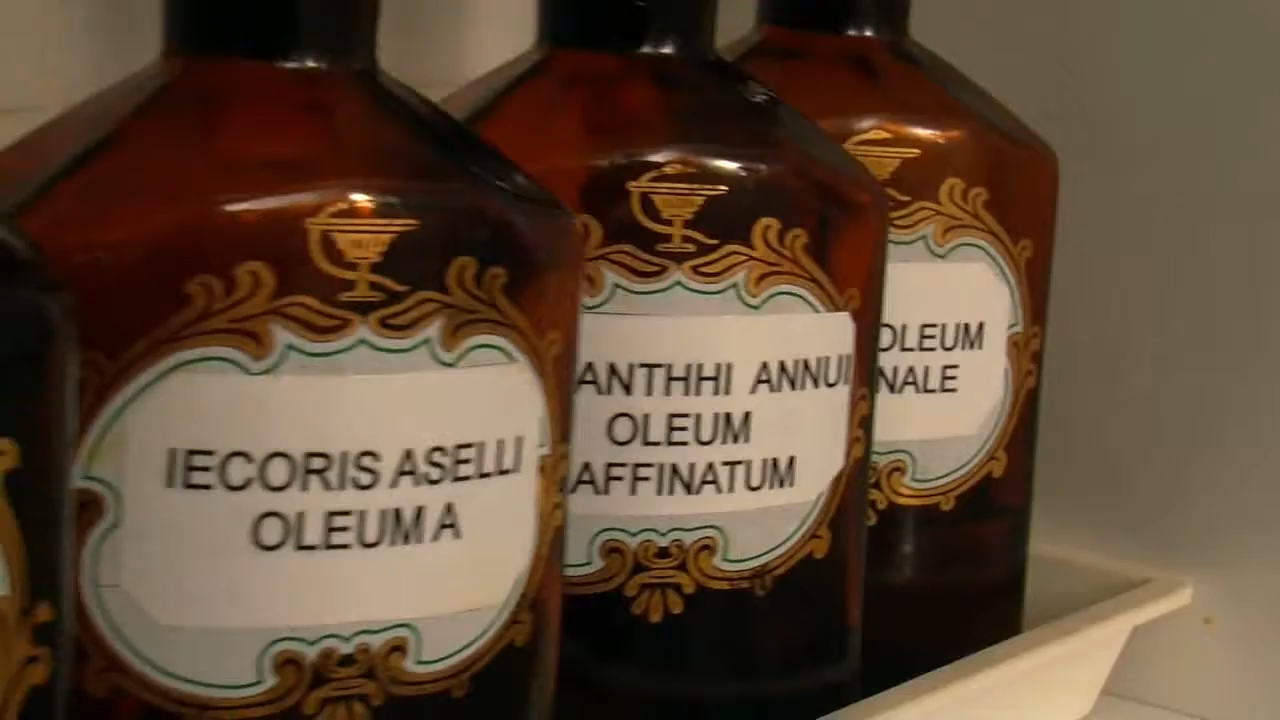 IECORIS ASELLI
OLEUM A
ANTHHI ANNUI
OLEUM
AFFINATUM
OLEUM
NALE